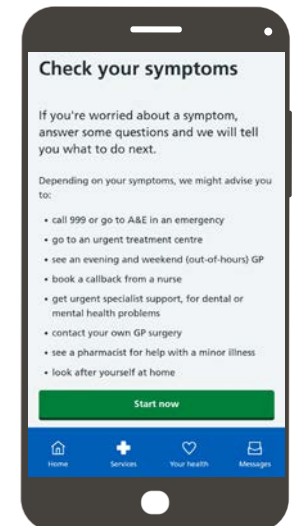 Check your symptoms
If you're worried about a symptom,
answer some questions and we will tell
you what to do next.
Depending on your symptoms, we might advise you
to:
• call 999 or go to A&E in an emergency
• go to an urgent treatment centre
• see an evening and weekend (out-of-hours) GP
• book a callback from a nurse
• get urgent specialist support, for dental or
mental health problems
• contact your own GP surgery
• see a pharmacist for help with a minor illness
• look after yourself at home
Start now
Home Services Your health Messages